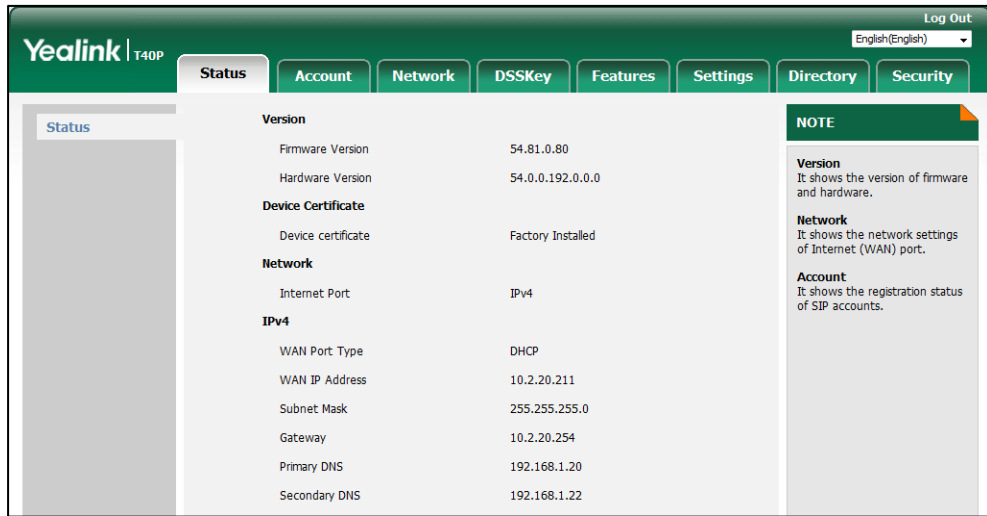 Log Out
Yealink T40P
English(English)
Status Account Network DSSKey Features Settings Directory Security
Status
Version
Firmware Version 54.81.0.80
Hardware Version 54.0.0.192.0.0.0
Device Certificate
Device certificate Factory Installed
Network
Internet Port IPv4
IPv4
WAN Port Type DHCP
WAN IP Address 10.2.20.211
Subnet Mask 255.255.255.0
Gateway 10.2.20.254
Primary DNS 192.168.1.20
Secondary DNS 192.168.1.22
NOTE
Version
It shows the version of firmware
and hardware.
Network
It shows the network settings
of Internet (WAN) port.
Account
It shows the registration status
of SIP accounts.